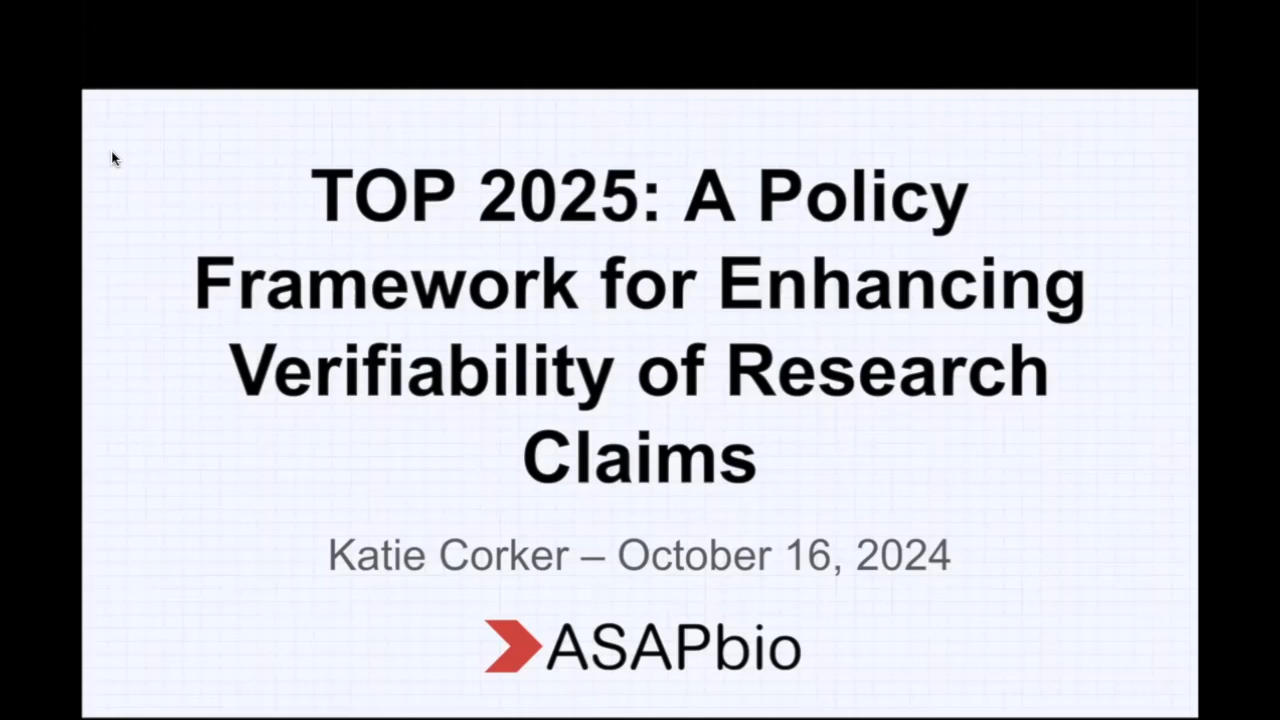 TOP 2025: A Policy
Framework for Enhancing
Verifiability of Research
Claims
Katie Corker – October 16, 2024
ASAPbio